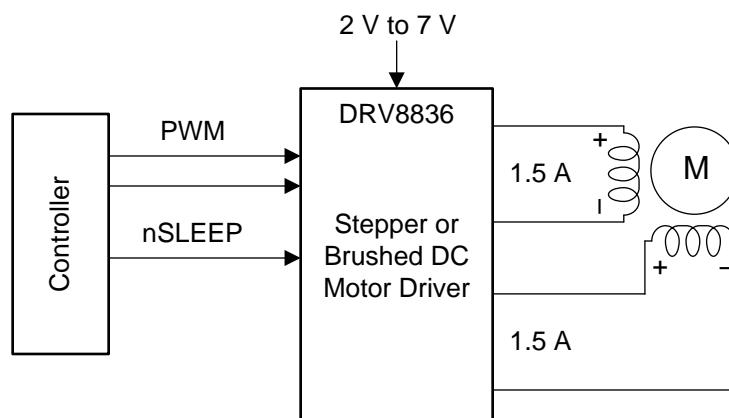 2 V to 7 V
DRV8836
PWM
nSLEEP
Controller
Stepper or
Brushed DC
Motor Driver
+
1.5 A
–
M
+ –
1.5 A